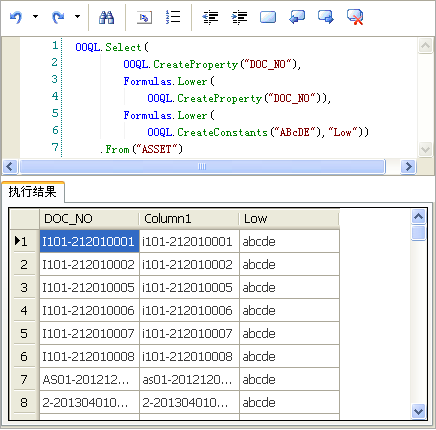 1 OOQL.Select(
2 OOQL.CreateProperty("DOC_NO"),
3 Formulas.Lower(
4 OOQL.CreateProperty("DOC_NO")),
5 Formulas.Lower(
6 OOQL.CreateConstants("ABcDE"),"Low"))
7 .From("ASSET")
执行结果
DOC_NO Column1 Low
1 I101-212010001 i101-212010001 abcde
2 I101-212010002 i101-212010002 abcde
3 I101-212010005 i101-212010005 abcde
4 I101-212010006 i101-212010006 abcde
5 I101-212010007 i101-212010007 abcde
6 I101-212010008 i101-212010008 abcde
7 AS01-201212... as01-2012120... abcde
8 2-201304010... 2-201304010... abcde